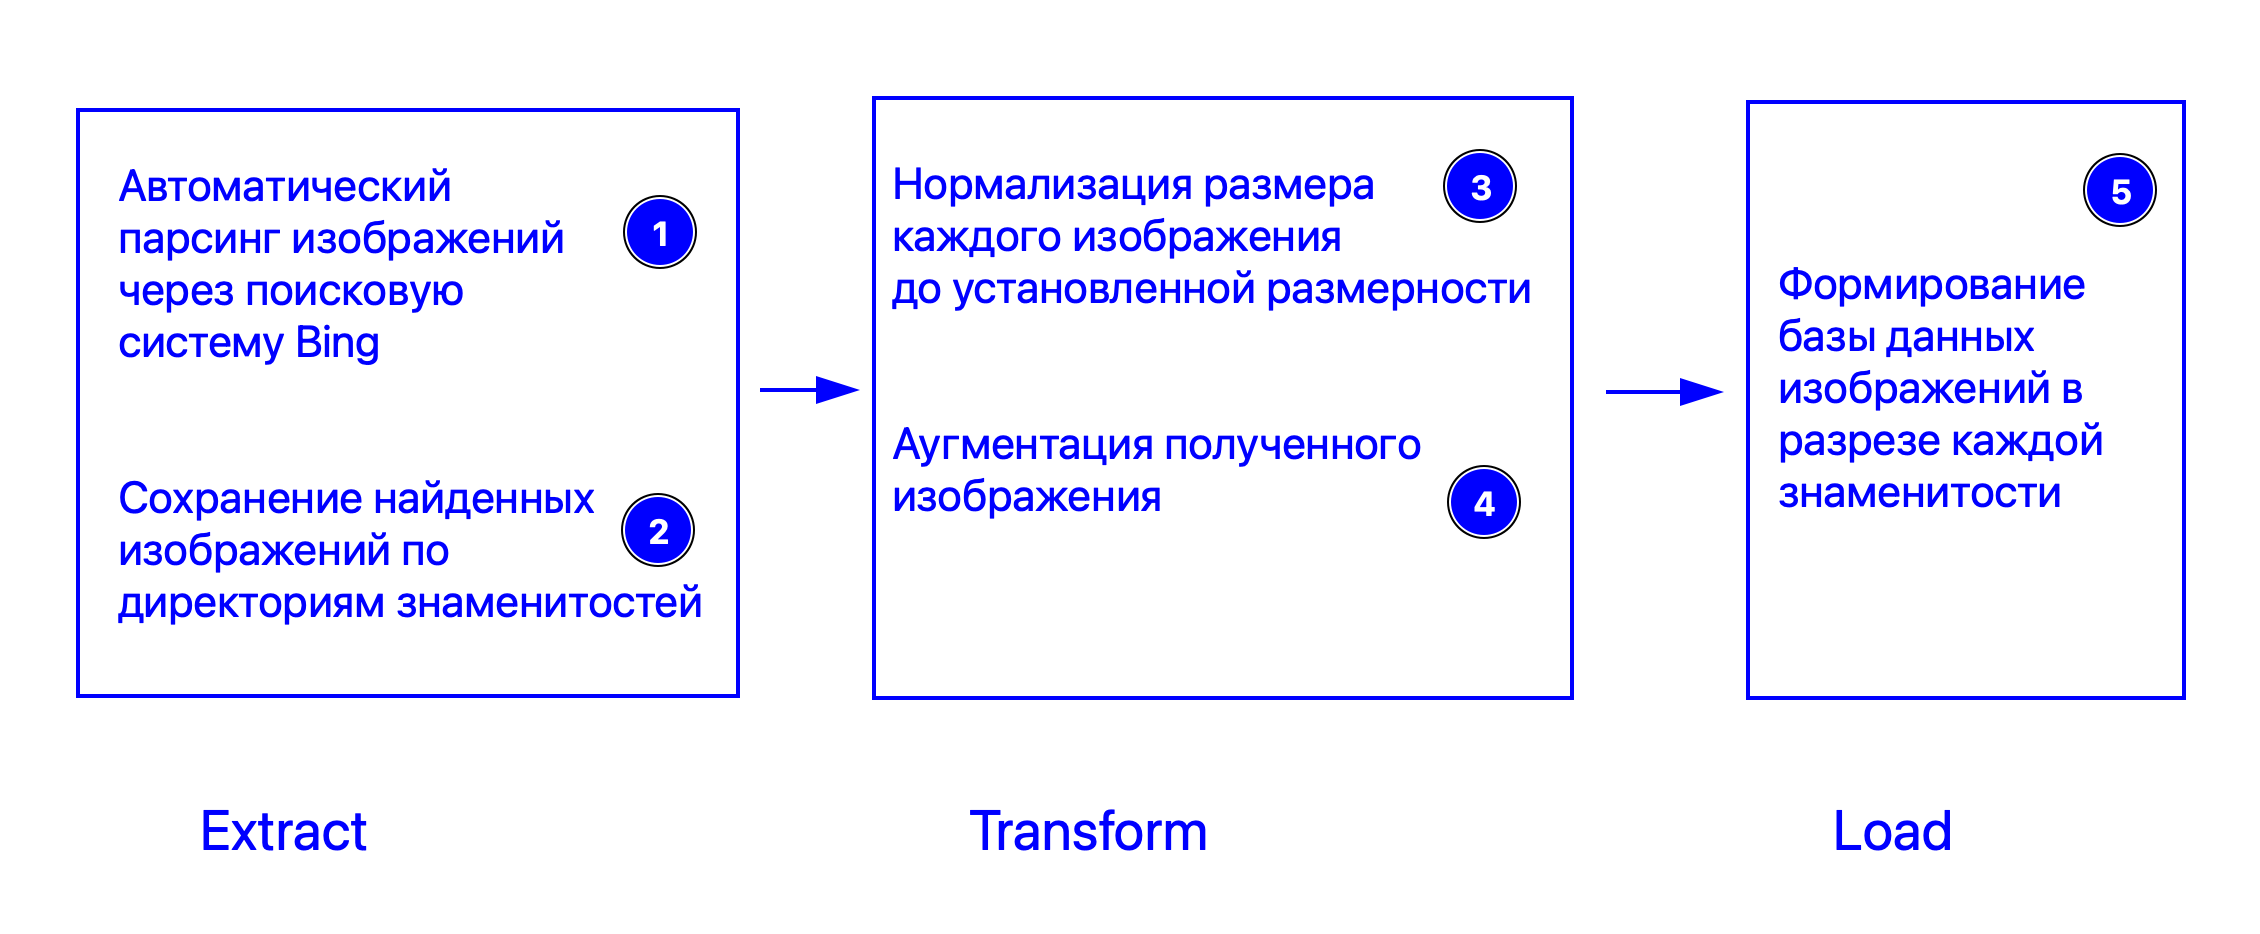 Автоматический
парсинг изображений
через поисковую
систему Bing
1
Сохранение найденных
изображений по
директориям знаменитостей
2
Нормализация размера
каждого изображения
до установленной размерности
3
Аугментация полученного
изображения
4
5
Формирование
базы данных
изображений в
разрезе каждой
знаменитости
Extract
Transform
Load